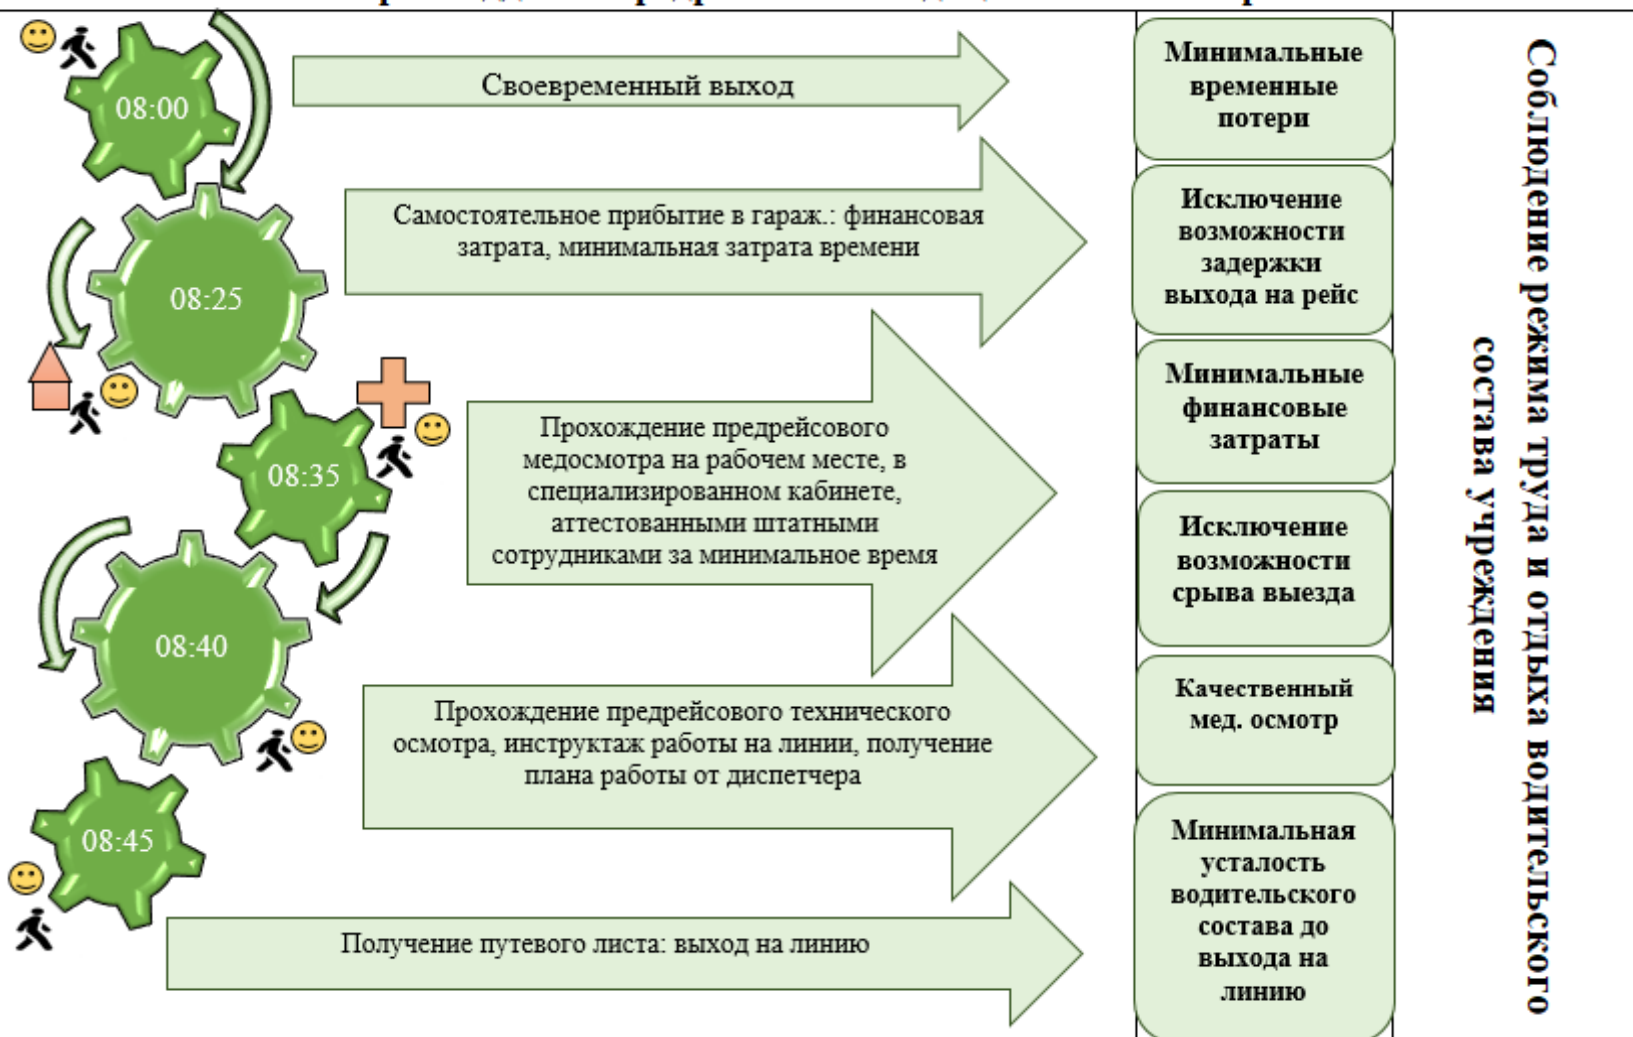 08:00
Своевременный выход
08:25
Самостоятельное прибытие в гараж.: финансовая
затрата, минимальная затрата времени
08:35
Прохождение предрейсового
медосмотра на рабочем месте, в
специализированном кабинете,
аттестованными штатными
сотрудниками за минимальное время
08:40
Прохождение предрейсового технического
осмотра, инструктаж работы на линии, получение
плана работы от диспетчера
08:45
Получение путевого листа: выход на линию
Минимальные
временные
потери
Исключение
возможности
задержки
выхода на рейс
Минимальные
финансовые
затраты
Исключение
возможности
срыва выезда
Качественный
мед. осмотр
Минимальная
усталость
водительского
состава до
выхода на
линию
Соблюдение режима труда и отдыха водительского
состава учреждения